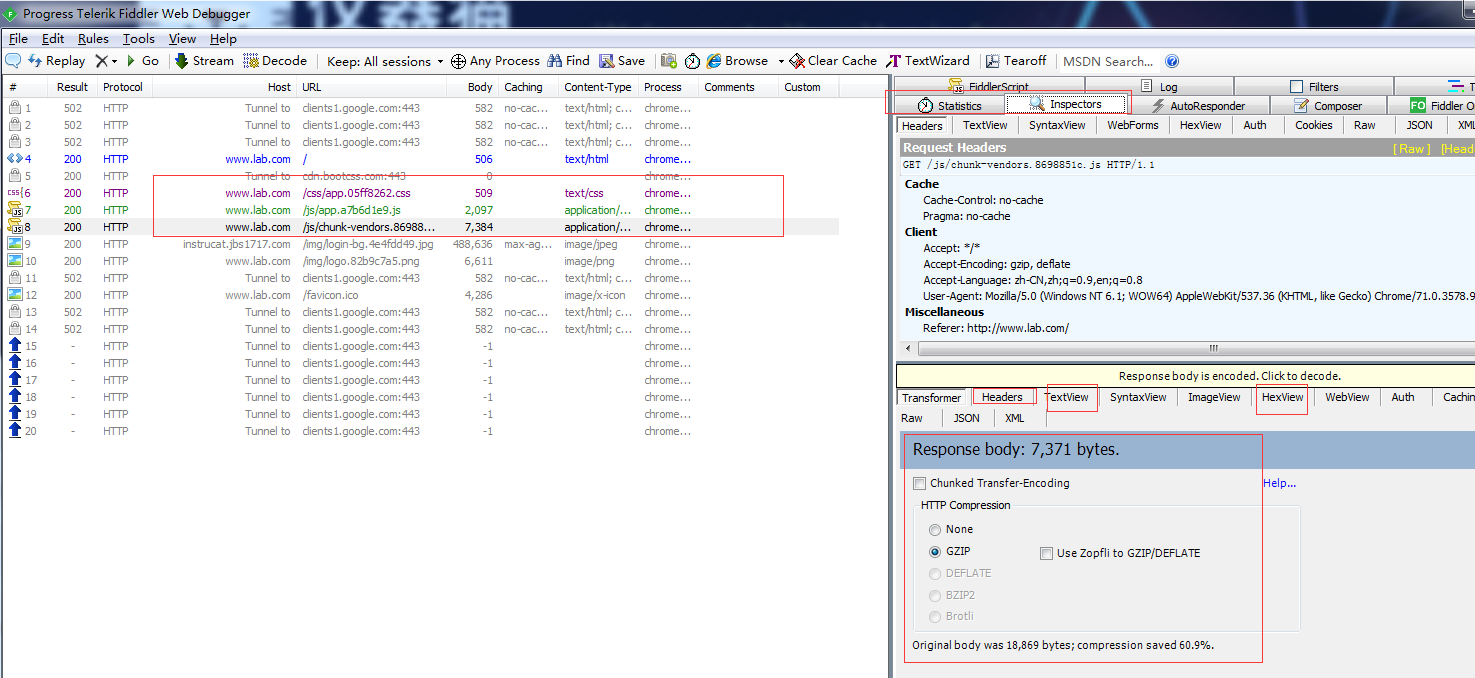 Progress Telerik Fiddler Web Debugger
File Edit Rules Tools View Help
Replay Go Stream Decode Keep: All sessions Any Process Find Save Browse Clear Cache TextWizard Tearoff MSDN Search...
# Result Protocol Host URL Body Caching Content-Type Process Comments Custom
1 502 HTTP Tunnel to clients1.google.com:443 582 no-cac... text/html; c... chrome...
2 502 HTTP Tunnel to clients1.google.com:443 582 no-cac... text/html; c... chrome...
3 502 HTTP Tunnel to clients1.google.com:443 582 no-cac... text/html; c... chrome...
4 200 HTTP www.lab.com / 506 text/html chrome...
5 200 HTTP Tunnel to cdn.bootcss.com:443 0 chrome...
6 200 HTTP www.lab.com /css/app.05ff8262.css 509 text/css chrome...
7 200 HTTP www.lab.com /js/app.a7b6d1e9.js 2,097 application/... chrome...
8 200 HTTP www.lab.com /js/chunk-vendors.86988... 7,384 application/... chrome...
9 200 HTTP instrucat.jbs1717.com /img/login-bg.4e4fdd49.jpg 488,636 max-ag... image/jpeg chrome...
10 200 HTTP www.lab.com /img/logo.82b9c7a5.png 6,611 image/png chrome...
11 502 HTTP Tunnel to clients1.google.com:443 582 no-cac... text/html; c... chrome...
12 200 HTTP www.lab.com /favicon.ico 4,286 image/x-icon chrome...
13 502 HTTP Tunnel to clients1.google.com:443 582 no-cac... text/html; c... chrome...
14 502 HTTP Tunnel to clients1.google.com:443 582 no-cac... text/html; c... chrome...
15 - HTTP Tunnel to clients1.google.com:443 -1 chrome...
16 - HTTP Tunnel to clients1.google.com:443 -1 chrome...
17 - HTTP Tunnel to clients1.google.com:443 -1 chrome...
18 - HTTP Tunnel to clients1.google.com:443 -1 chrome...
19 - HTTP Tunnel to clients1.google.com:443 -1 chrome...
20 - HTTP Tunnel to clients1.google.com:443 -1 chrome...
FiddlerScript Log Filters T
Statistics Inspectors AutoResponder Composer FO Fiddler O
Headers TextView SyntaxView WebForms HexView Auth Cookies Raw JSON XML
Request Headers [ Raw ] [Head
GET /js/chunk-vendors.8698851c.js HTTP/1.1
Cache
Cache-Control: no-cache
Pragma: no-cache
Client
Accept: */*
Accept-Encoding: gzip, deflate
Accept-Language: zh-CN,zh;q=0.9,en;q=0.8
User-Agent: Mozilla/5.0 (Windows NT 6.1; WOW64) AppleWebKit/537.36 (KHTML, like Gecko) Chrome/71.0.3578.9
Miscellaneous
Referer: http://www.lab.com/
Response body is encoded. Click to decode.
Transformer Headers TextView SyntaxView ImageView HexView WebView Auth Cachin
Raw JSON XML
Response body: 7,371 bytes.
Chunked Transfer-Encoding Help...
HTTP Compression
None
GZIP Use Zopfli to GZIP/DEFLATE
DEFLATE
BZIP2
Brotli
Original body was 18,869 bytes; compression saved 60.9%.